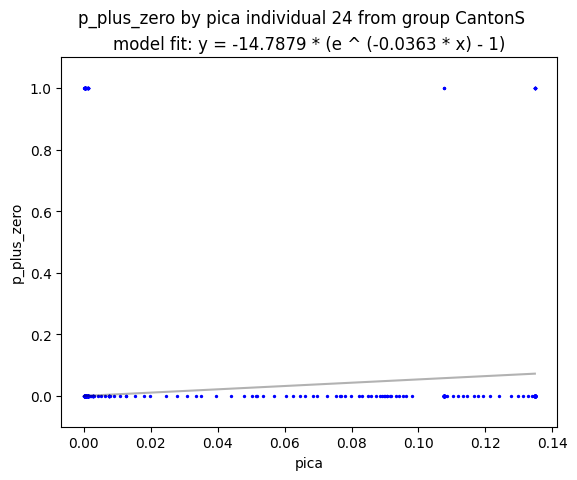 p_plus_zero by pica individual 24 from group CantonS
model fit: y = -14.7879 * (e ^ (-0.0363 * x) - 1)
1.0
0.8
0.6
0.4
0.2
0.0
p_plus_zero
0.00 0.02 0.04 0.06 0.08 0.10 0.12 0.14
pica